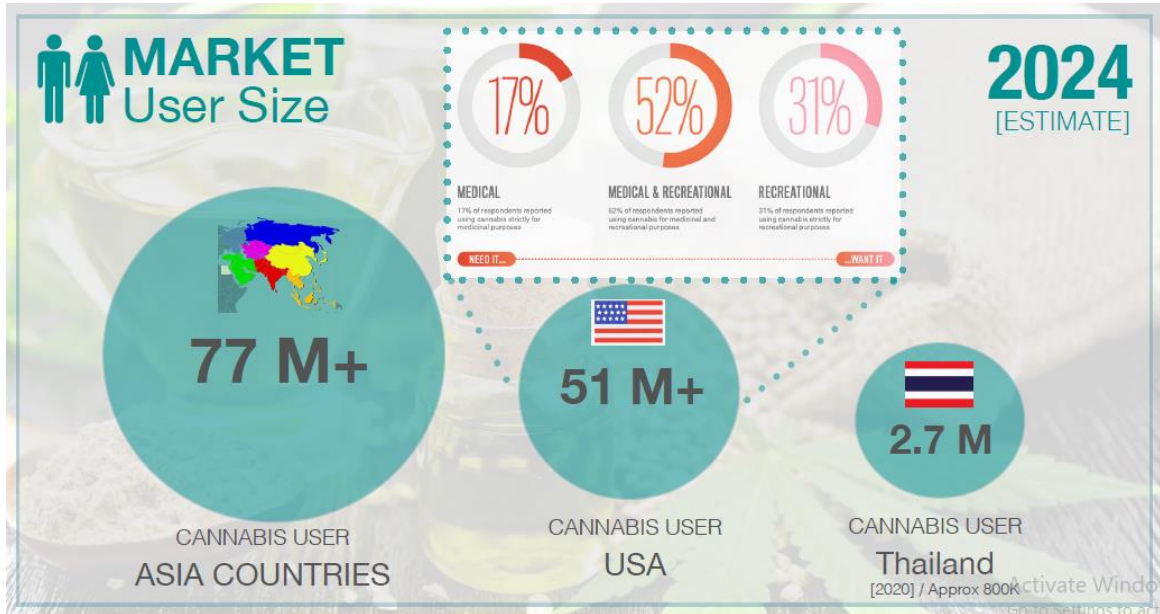 MARKET
User Size
2024
[ESTIMATE]
17%
52%
31%
MEDICAL
17% of respondents reported
using cannabis strictly for
medicinal purposes
MEDICAL & RECREATIONAL
52% of respondents reported
using cannabis for medicinal and
recreational purposes
RECREATIONAL
31% of respondents reported
using cannabis strictly for
recreational purposes
NEED IT...
...WANT IT
77 M+
CANNABIS USER
ASIA COUNTRIES
51 M+
CANNABIS USER
USA
2.7 M
CANNABIS USER
Thailand
[2020] / Approx 800K
Activate Windo